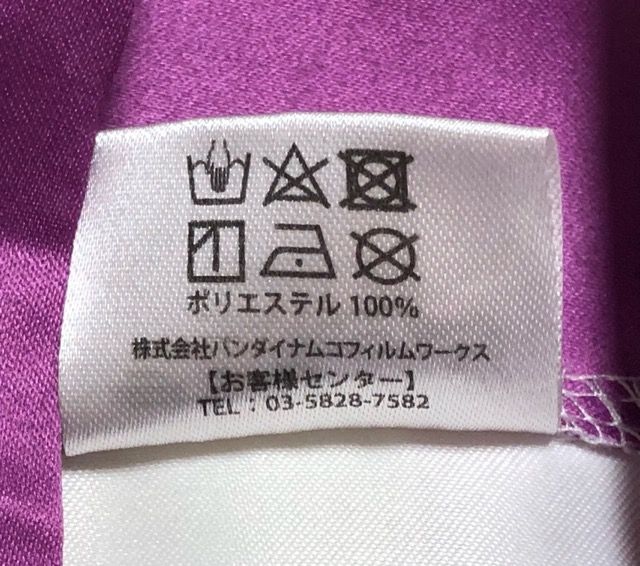 ポリエステル 100%
株式会社バンダイナムコフィルムワークス
【お客様センター】
TEL : 03-5828-7582